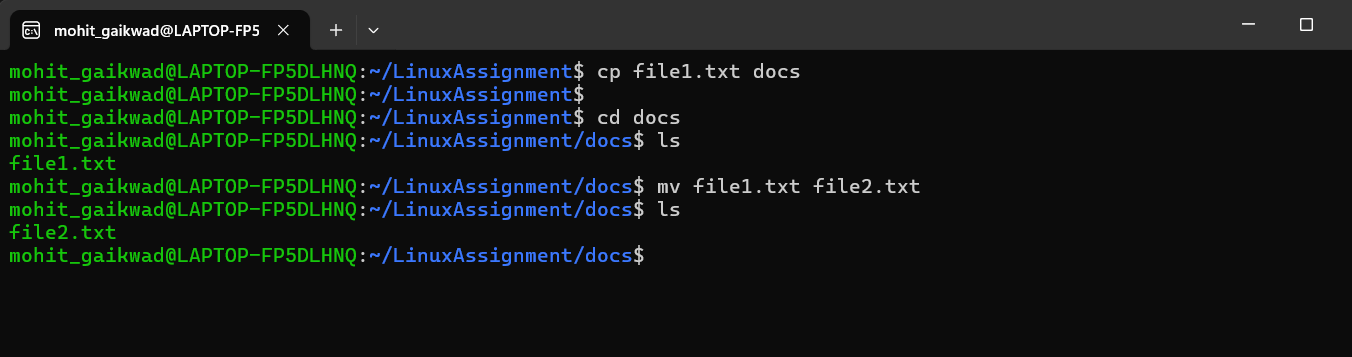 mohit_gaikwad@LAPTOP-FP5
mohit_gaikwad@LAPTOP-FP5DLHNQ:~/LinuxAssignment$ cp file1.txt docs
mohit_gaikwad@LAPTOP-FP5DLHNQ:~/LinuxAssignment$
mohit_gaikwad@LAPTOP-FP5DLHNQ:~/LinuxAssignment$ cd docs
mohit_gaikwad@LAPTOP-FP5DLHNQ:~/LinuxAssignment/docs$ ls
file1.txt
mohit_gaikwad@LAPTOP-FP5DLHNQ:~/LinuxAssignment/docs$ mv file1.txt file2.txt
mohit_gaikwad@LAPTOP-FP5DLHNQ:~/LinuxAssignment/docs$ ls
file2.txt
mohit_gaikwad@LAPTOP-FP5DLHNQ:~/LinuxAssignment/docs$